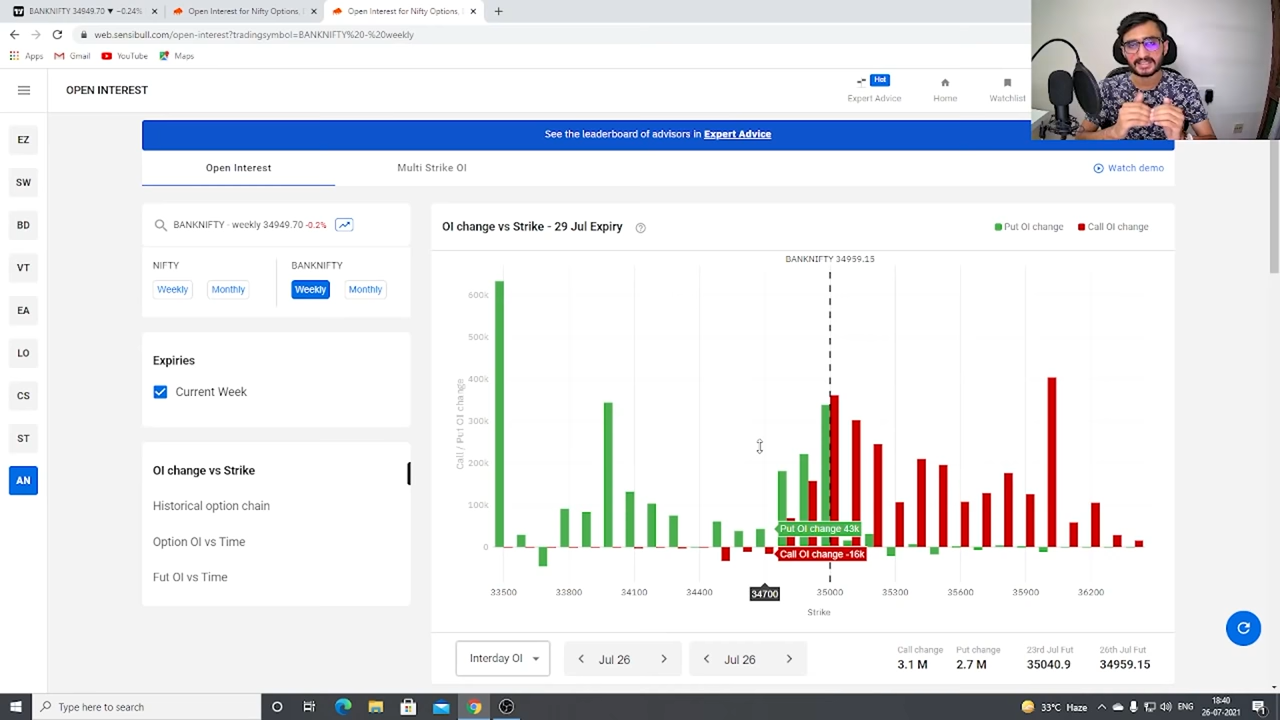 BANKNIFTY 34949.70 ▼ −0.24%
Open Interest for Nifty Options,
Open Interest for Nifty Options,
web.sensibull.com/open-interest?tradingsymbol=BANKNIFTY%20-%20weekly
Apps Gmail YouTube Maps
OPEN INTEREST
Hot
Expert Advice Home Watchlist
See the leaderboard of advisors in Expert Advice
Open Interest Multi Strike OI Watch demo
EZ
SW
BD
VT
EA
LO
CS
ST
AN
BANKNIFTY - weekly 34949.70 -0.2%
NIFTY BANKNIFTY
Weekly Monthly Weekly Monthly
Expiries
Current Week
OI change vs Strike
Historical option chain
Option OI vs Time
Fut OI vs Time
OI change vs Strike - 29 Jul Expiry
Put OI change Call OI change
BANKNIFTY 34959.15
600k
500k
400k
300k
200k
100k
0
Call / Put OI change
Put OI change 43k
Call OI change -16k
33500 33800 34100 34400 34700 35000 35300 35600 35900 36200
Strike
Interday OI Jul 26 Jul 26
Call change Put change 23rd Jul Fut 26th Jul Fut
3.1 M 2.7 M 35040.9 34959.15
Type here to search
33°C Haze ENG
18:40
26-07-2021
1